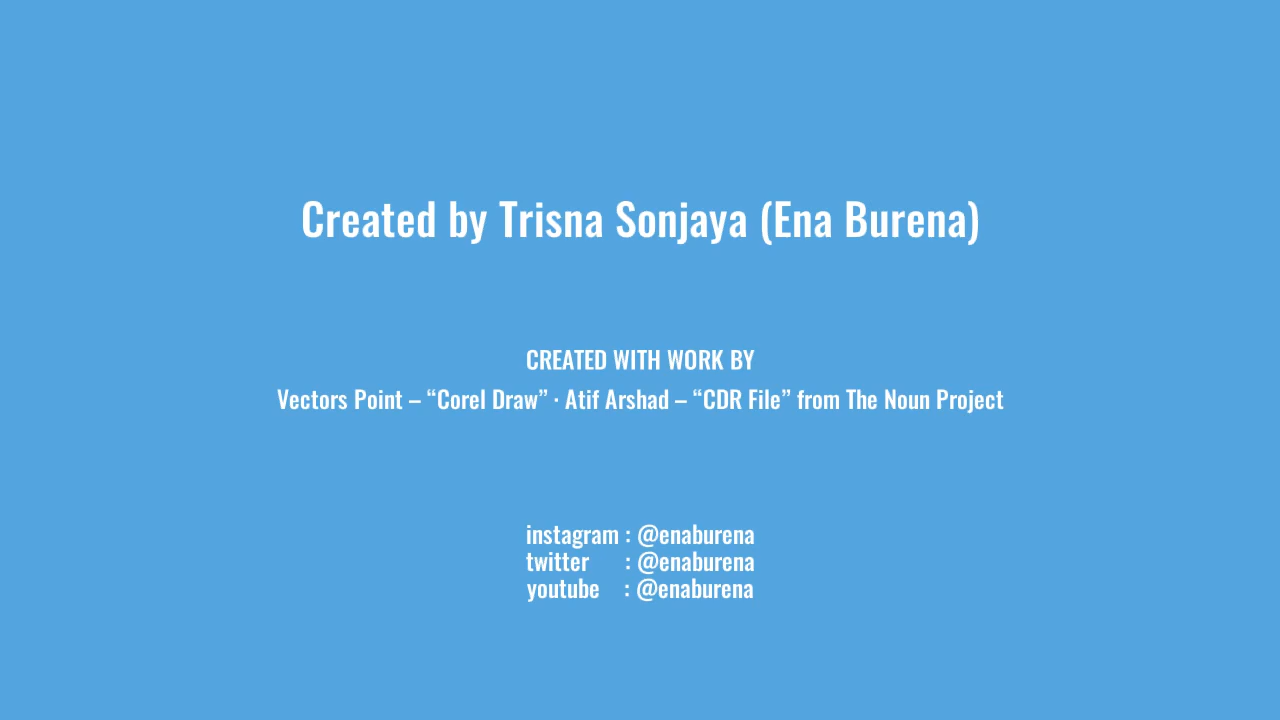 Created by Trisna Sonjaya (Ena Burena)
CREATED WITH WORK BY
Vectors Point – “Corel Draw” · Atif Arshad – “CDR File” from The Noun Project
instagram : @enaburena
twitter : @enaburena
youtube : @enaburena